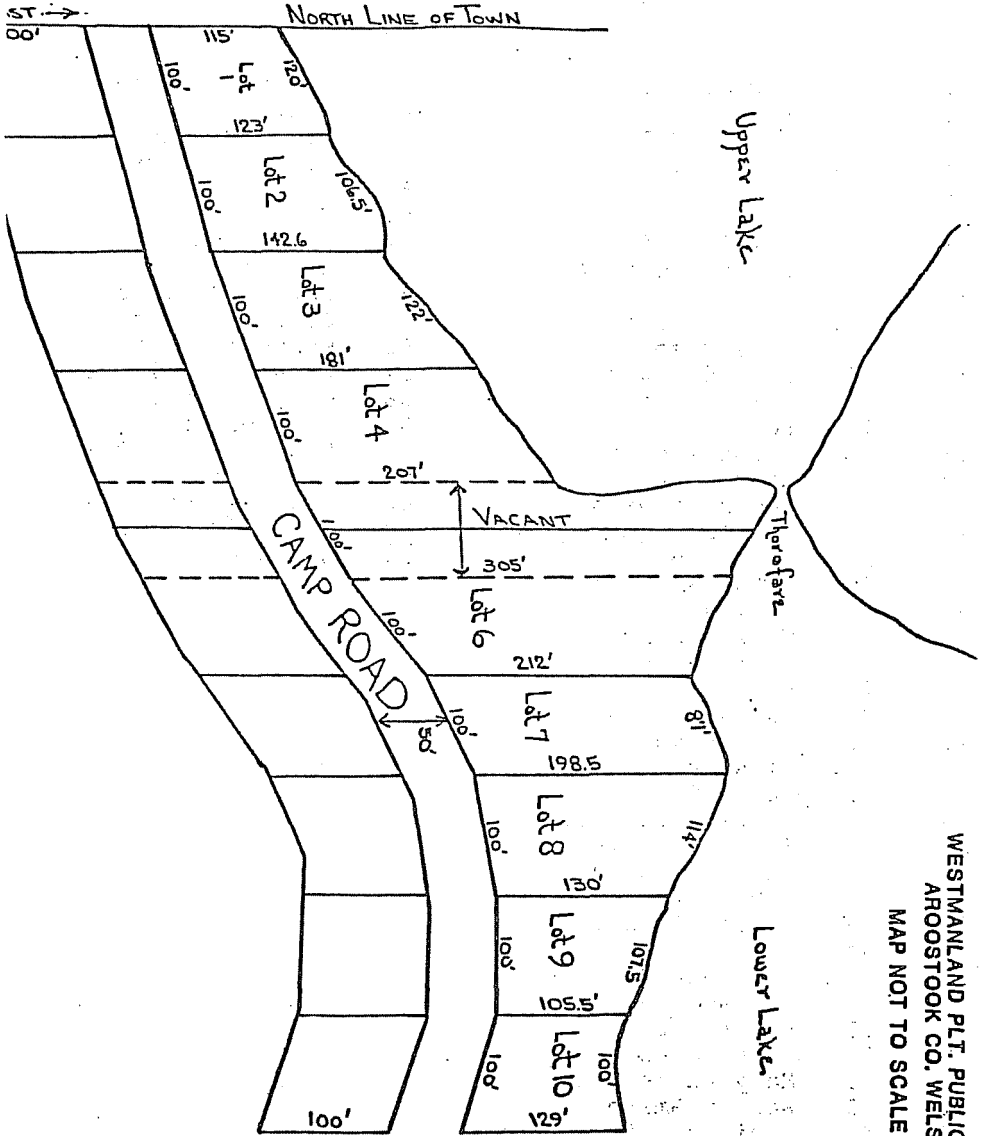 ST. →
NORTH LINE OF TOWN
00'
115'
100'
Lot 1
120'
123'
100'
Lot 2
106.5'
142.6
100'
Lot 3
122'
181'
100'
Lot 4
207'
VACANT
100'
305'
100'
Lot 6
212'
100'
Lot 7
81'
198.5
50'
CAMP ROAD
100'
Lot 8
114'
130'
100'
Lot 9
107.5
105.5'
100'
Lot 10
100'
129'
100'
Upper Lake
Thorofare
Lower Lake
WESTMANLAND PLT. PUBLIC
AROOSTOOK CO. WELS
MAP NOT TO SCALE